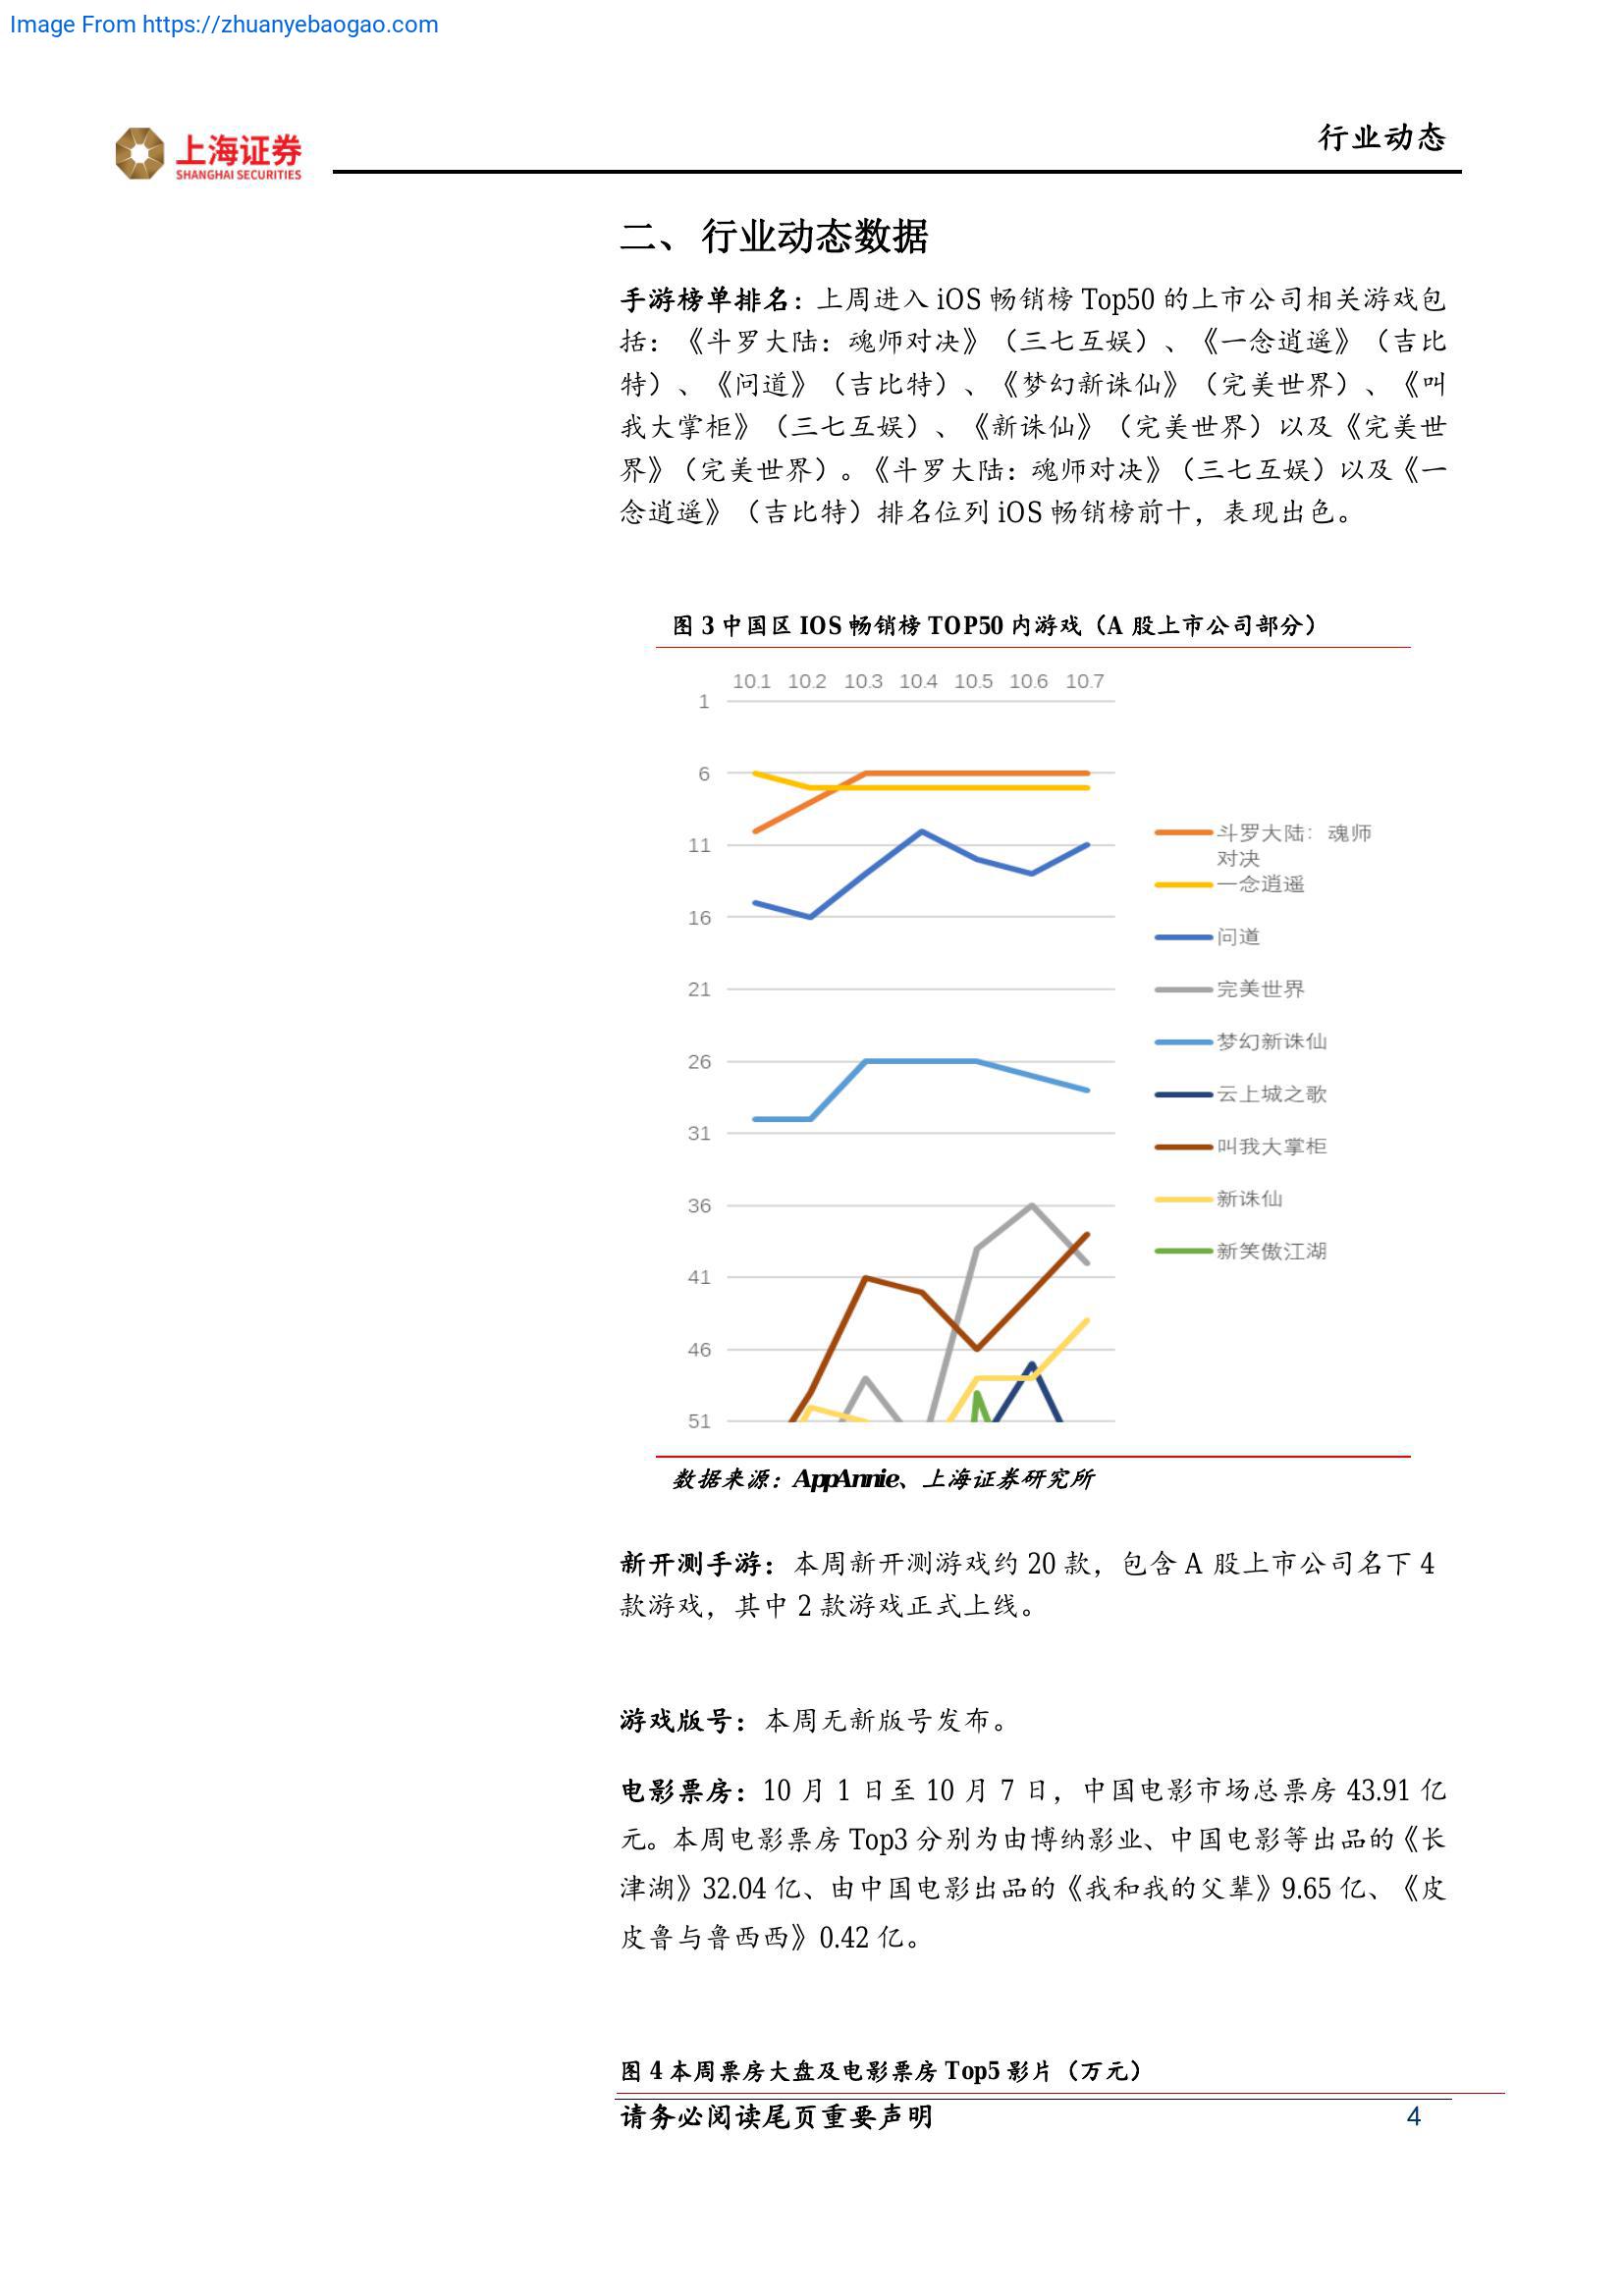 Image From https://zhuanyebaogao.com
上海证券
SHANGHAI SECURITIES
行业动态
二、 行业动态数据
手游榜单排名：上周进入 iOS 畅销榜 Top50 的上市公司相关游戏包
括：《斗罗大陆：魂师对决》（三七互娱）、《一念逍遥》（吉比
特）、《问道》（吉比特）、《梦幻新诛仙》（完美世界）、《叫
我大掌柜》（三七互娱）、《新诛仙》（完美世界）以及《完美世
界》（完美世界）。《斗罗大陆：魂师对决》（三七互娱）以及《一
念逍遥》（吉比特）排名位列 iOS 畅销榜前十，表现出色。
图 3 中国区 IOS 畅销榜 TOP50 内游戏（A 股上市公司部分）
10.1 10.2 10.3 10.4 10.5 10.6 10.7
1
6
11
16
21
26
31
36
41
46
51
斗罗大陆：魂师
对决
一念逍遥
问道
完美世界
梦幻新诛仙
云上城之歌
叫我大掌柜
新诛仙
新笑傲江湖
数据来源：AppAnnie、上海证券研究所
新开测手游：本周新开测游戏约 20 款，包含 A 股上市公司名下 4
款游戏，其中 2 款游戏正式上线。
游戏版号：本周无新版号发布。
电影票房：10 月 1 日至 10 月 7 日，中国电影市场总票房 43.91 亿
元。本周电影票房 Top3 分别为由博纳影业、中国电影等出品的《长
津湖》32.04 亿、由中国电影出品的《我和我的父辈》9.65 亿、《皮
皮鲁与鲁西西》0.42 亿。
图 4 本周票房大盘及电影票房 Top5 影片（万元）
请务必阅读尾页重要声明
4